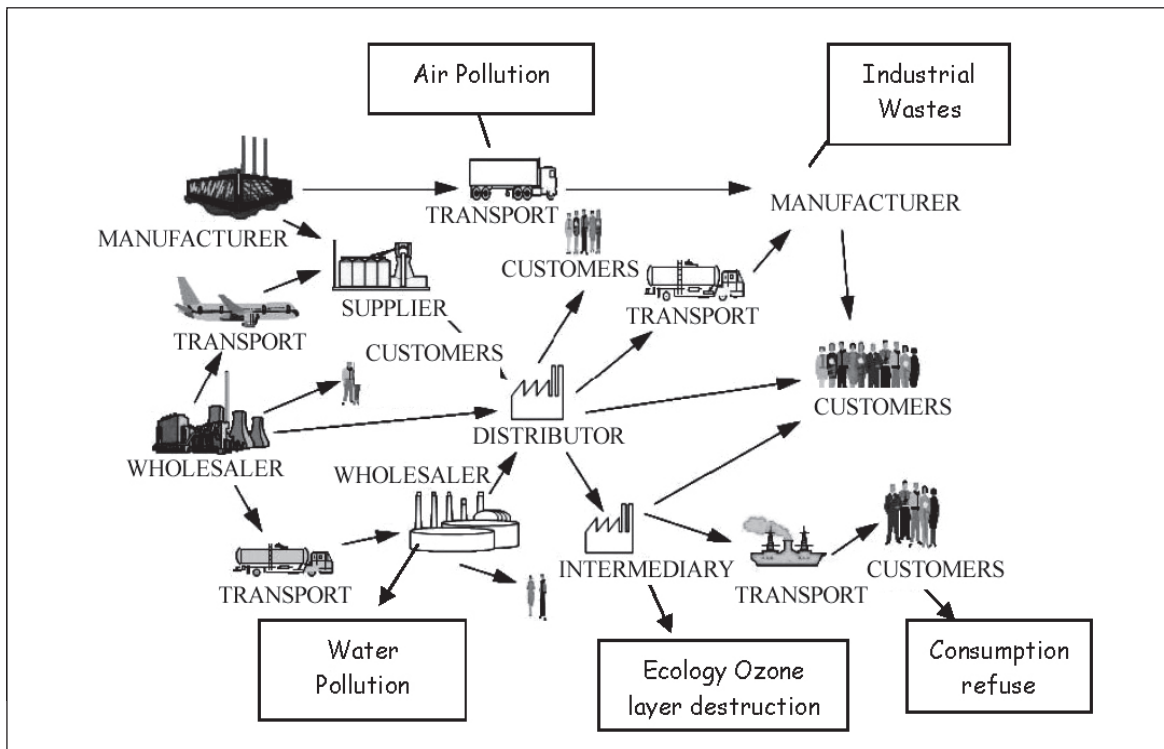 Air Pollution
Industrial
Wastes
TRANSPORT
MANUFACTURER
MANUFACTURER
CUSTOMERS
SUPPLIER
TRANSPORT
TRANSPORT
CUSTOMERS
CUSTOMERS
DISTRIBUTOR
WHOLESALER
WHOLESALER
INTERMEDIARY
CUSTOMERS
TRANSPORT
TRANSPORT
Water
Pollution
Ecology Ozone
layer destruction
Consumption
refuse